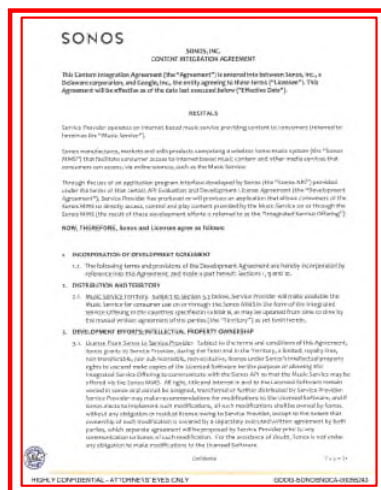 SONOS
SONOS, INC.
CONTENT INTEGRATION AGREEMENT
This Content Integration Agreement (the "Agreement") is entered into between Sonos, Inc., a
Delaware corporation, and Google, Inc., the entity agreeing to these terms ("Licensee"). This
Agreement will be effective as of the date last executed below ("Effective Date").
RECITALS
Service Provider operates an Internet based music service providing content to consumers (referred to
herein as the "Music Service").
Sonos manufactures, markets and sells products comprising a wireless home music system (the "Sonos
MMS") that facilitate consumer access to Internet based music content and other media services that
consumers can access, via online sources, such as the Music Service.
Through the use of an application program interface developed by Sonos (the "Sonos API") provided
under the terms of that certain API Evaluation and Development License Agreement (the "Development
Agreement"), Service Provider has produced or will produce an application that allows consumers of the
Sonos MMS to directly access, control and play content provided by the Music Service on or through the
Sonos MMS (the result of these development efforts is referred to as the "Integrated Service Offering").
NOW, THEREFORE, Sonos and Licensee agree as follows:
1. INCORPORATION OF DEVELOPMENT AGREEMENT
1.1. The following terms and provisions of the Development Agreement are hereby incorporated by
reference into this Agreement, and made a part hereof: Sections 1, 9 and 10.
2. DISTRIBUTION AND TERRITORY
2.1. Music Service Territory. Subject to Section 5.3 below, Service Provider will make available the
Music Service for consumer use on or through the Sonos MMS in the form of the Integrated
Service Offering in the countries specified in Exhibit A, as may be updated from time to time by
the mutual written agreement of the parties (the "Territory") as set forth herein.
3. DEVELOPMENT EFFORTS; INTELLECTUAL PROPERTY OWNERSHIP
3.1. License From Sonos to Service Provider. Subject to the terms and conditions of this Agreement,
Sonos grants to Service Provider, during the Term and in the Territory, a limited, royalty free,
non transferable, non sub-licensable, non-exclusive, license under Sonos' intellectual property
rights to use and make copies of the Licensed Software for the purpose of allowing the
Integrated Service Offering to communicate with the Sonos API so that the Music Service may be
offered via the Sonos MMS. All right, title and interest in and to the Licensed Software remain
vested in Sonos and cannot be assigned, transferred or further distributed by Service Provider.
Service Provider may make recommendations for modifications to the Licensed Software, and if
Sonos elects to implement such modifications, all such modifications shall be owned by Sonos,
without any obligation or residual license owing to Service Provider, except to the extent that
ownership of such modification is covered by a separately executed written agreement by both
parties, which separate agreement will be proposed by Service Provider prior to any
communication or basis of such modification. For the avoidance of doubt, Sonos is not under
any obligation to make modifications to the Licensed Software.
Confidential
HIGHLY CONFIDENTIAL - ATTORNEYS' EYES ONLY